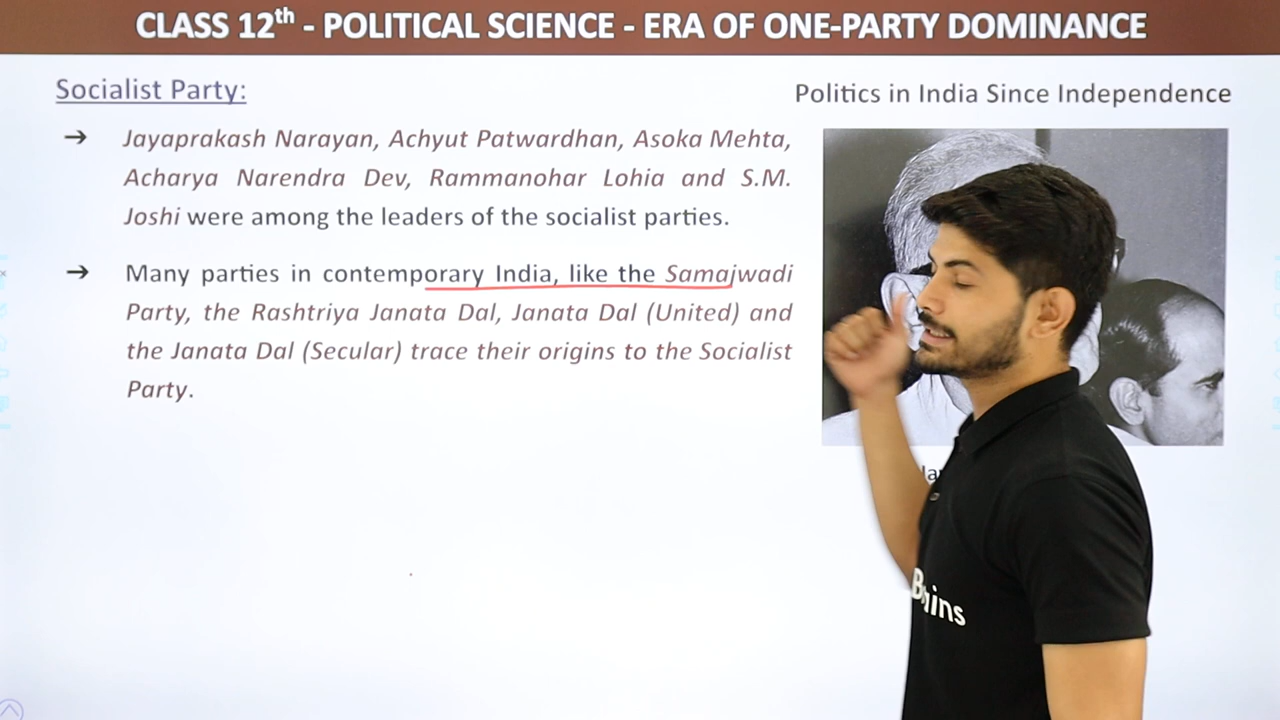 CLASS 12th - POLITICAL SCIENCE - ERA OF ONE-PARTY DOMINANCE
Socialist Party:
Politics in India Since Independence
➔ Jayaprakash Narayan, Achyut Patwardhan, Asoka Mehta,
Acharya Narendra Dev, Rammanohar Lohia and S.M.
Joshi were among the leaders of the socialist parties.
➔ Many parties in contemporary India, like the Samajwadi
Party, the Rashtriya Janata Dal, Janata Dal (United) and
the Janata Dal (Secular) trace their origins to the Socialist
Party.